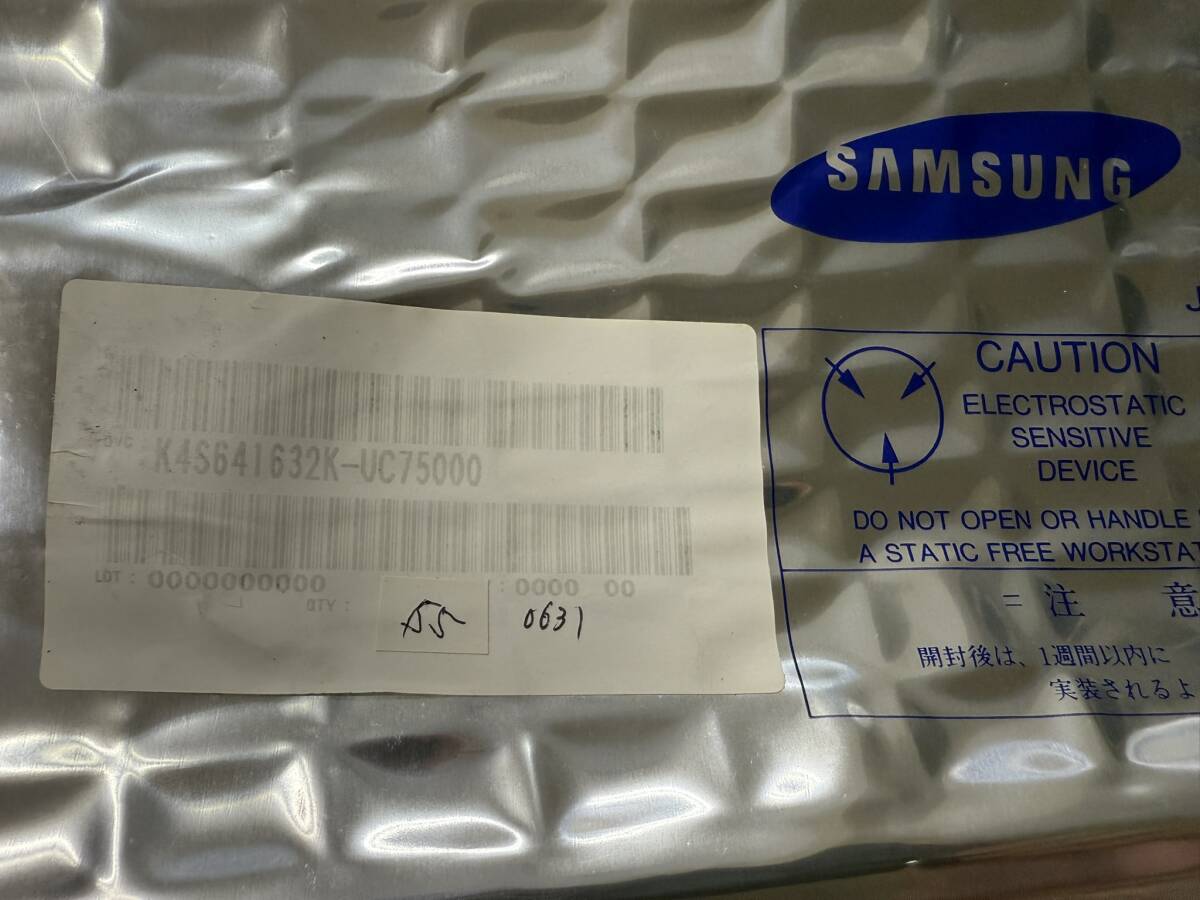 SAMSUNG
DVC K4S641632K-UC75000
LOT : 0000000000 : 0000 00
QTY :
55 0631
CAUTION
ELECTROSTATIC
SENSITIVE
DEVICE
DO NOT OPEN OR HANDLE
A STATIC FREE WORKSTAT
= 注 意
開封後は、1週間以内に
実装されるよ